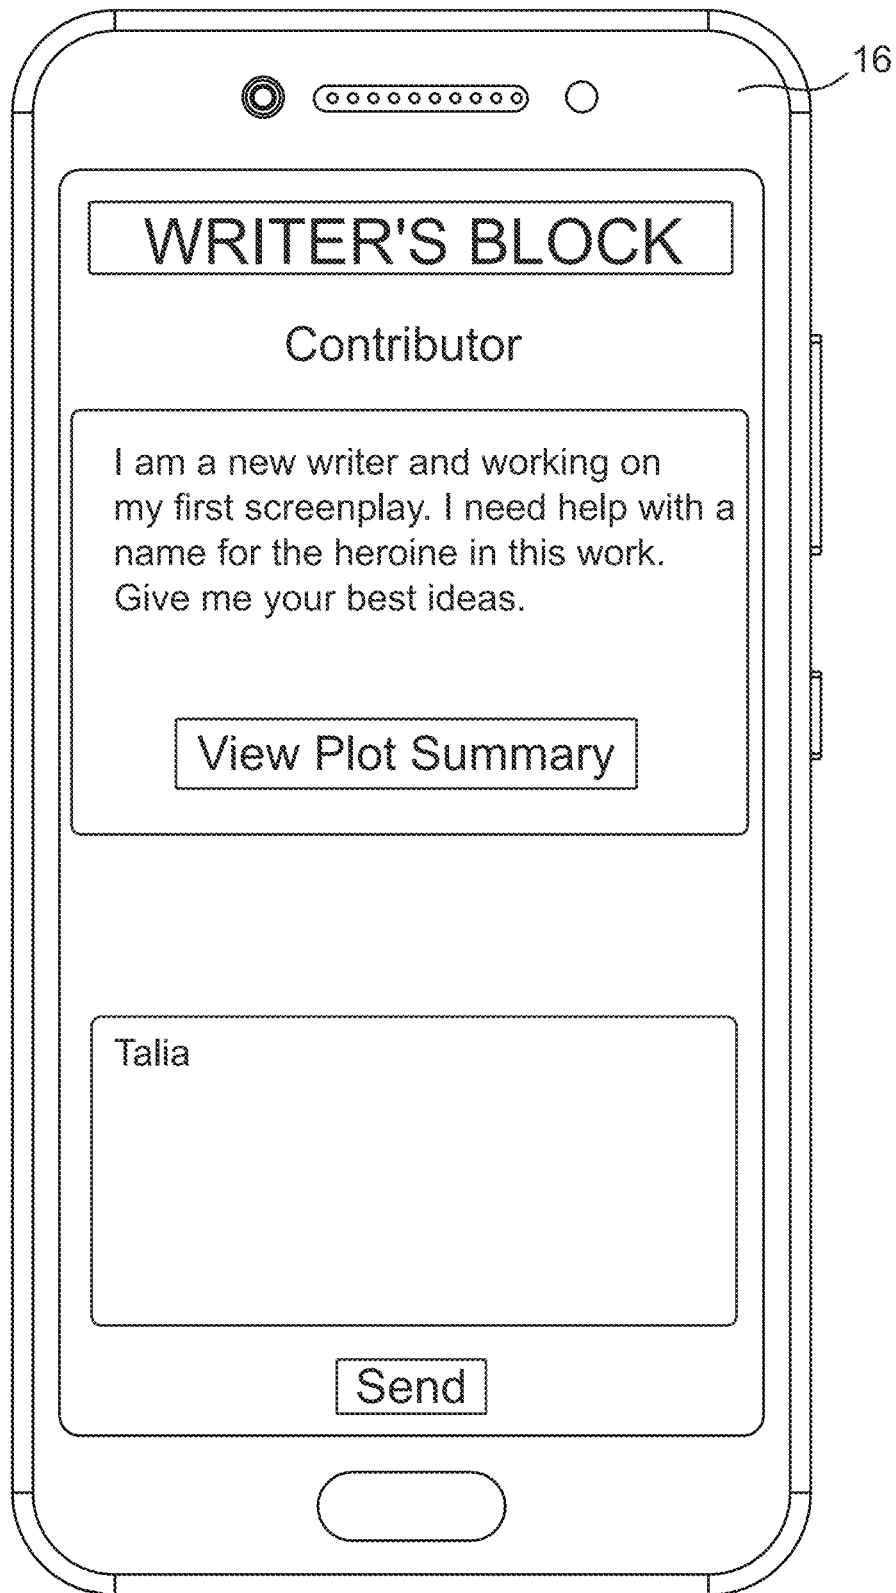 16
WRITER'S BLOCK
Contributor
I am a new writer and working on
my first screenplay. I need help with a
name for the heroine in this work.
Give me your best ideas.
View Plot Summary
Talia
Send